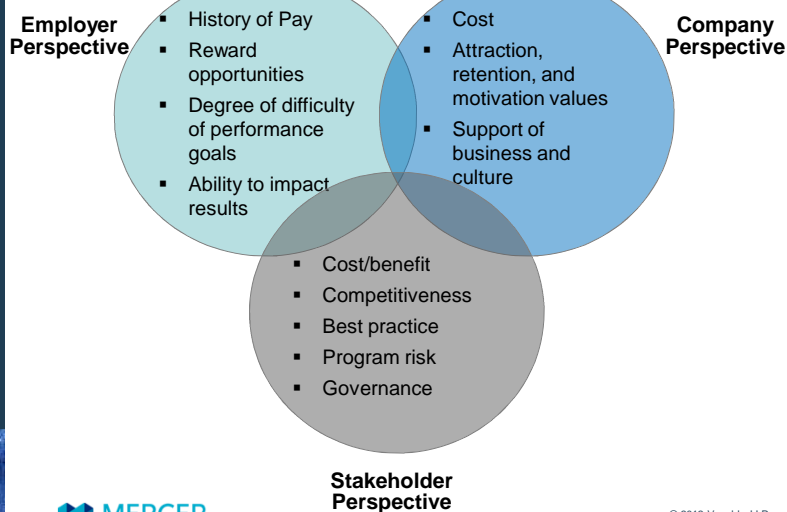 Employer
Perspective
▪ History of Pay
▪ Reward
opportunities
▪ Degree of difficulty
of performance
goals
▪ Ability to impact
results
▪ Cost
▪ Attraction,
retention, and
motivation values
▪ Support of
business and
culture
Company
Perspective
▪ Cost/benefit
▪ Competitiveness
▪ Best practice
▪ Program risk
▪ Governance
Stakeholder
Perspective
MERCER